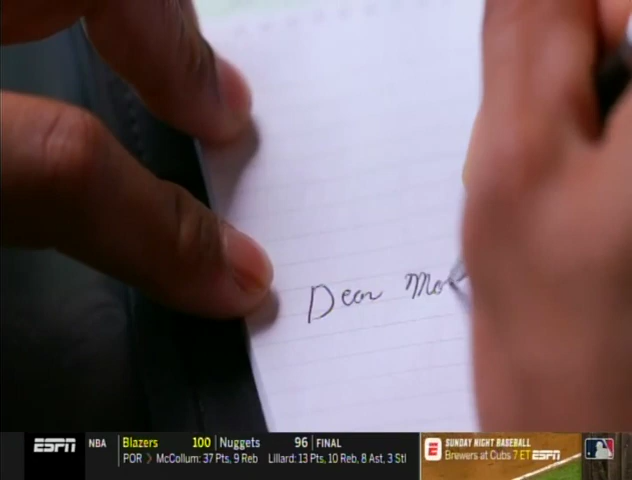 Dear Mo
ESPN
NBA
Blazers 100 Nuggets 96 FINAL
POR > McCollum: 37 Pts, 9 Reb Lillard: 13 Pts, 10 Reb, 8 Ast, 3 Stl
SUNDAY NIGHT BASEBALL
Brewers at Cubs 7 ET ESPN